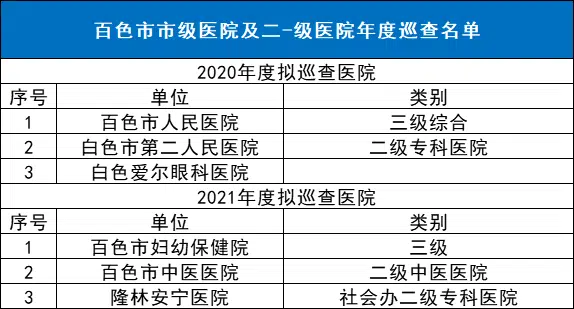 百色市市级医院及二-级医院年度巡查名单
2020年度拟巡查医院
序号 单位 类别
1 百色市人民医院 三级综合
2 白色市第二人民医院 二级专科医院
3 白色爱尔眼科医院
2021年度拟巡查医院
序号 单位 类别
1 百色市妇幼保健院 三级
2 百色市中医医院 二级中医医院
3 隆林安宁医院 社会办二级专科医院